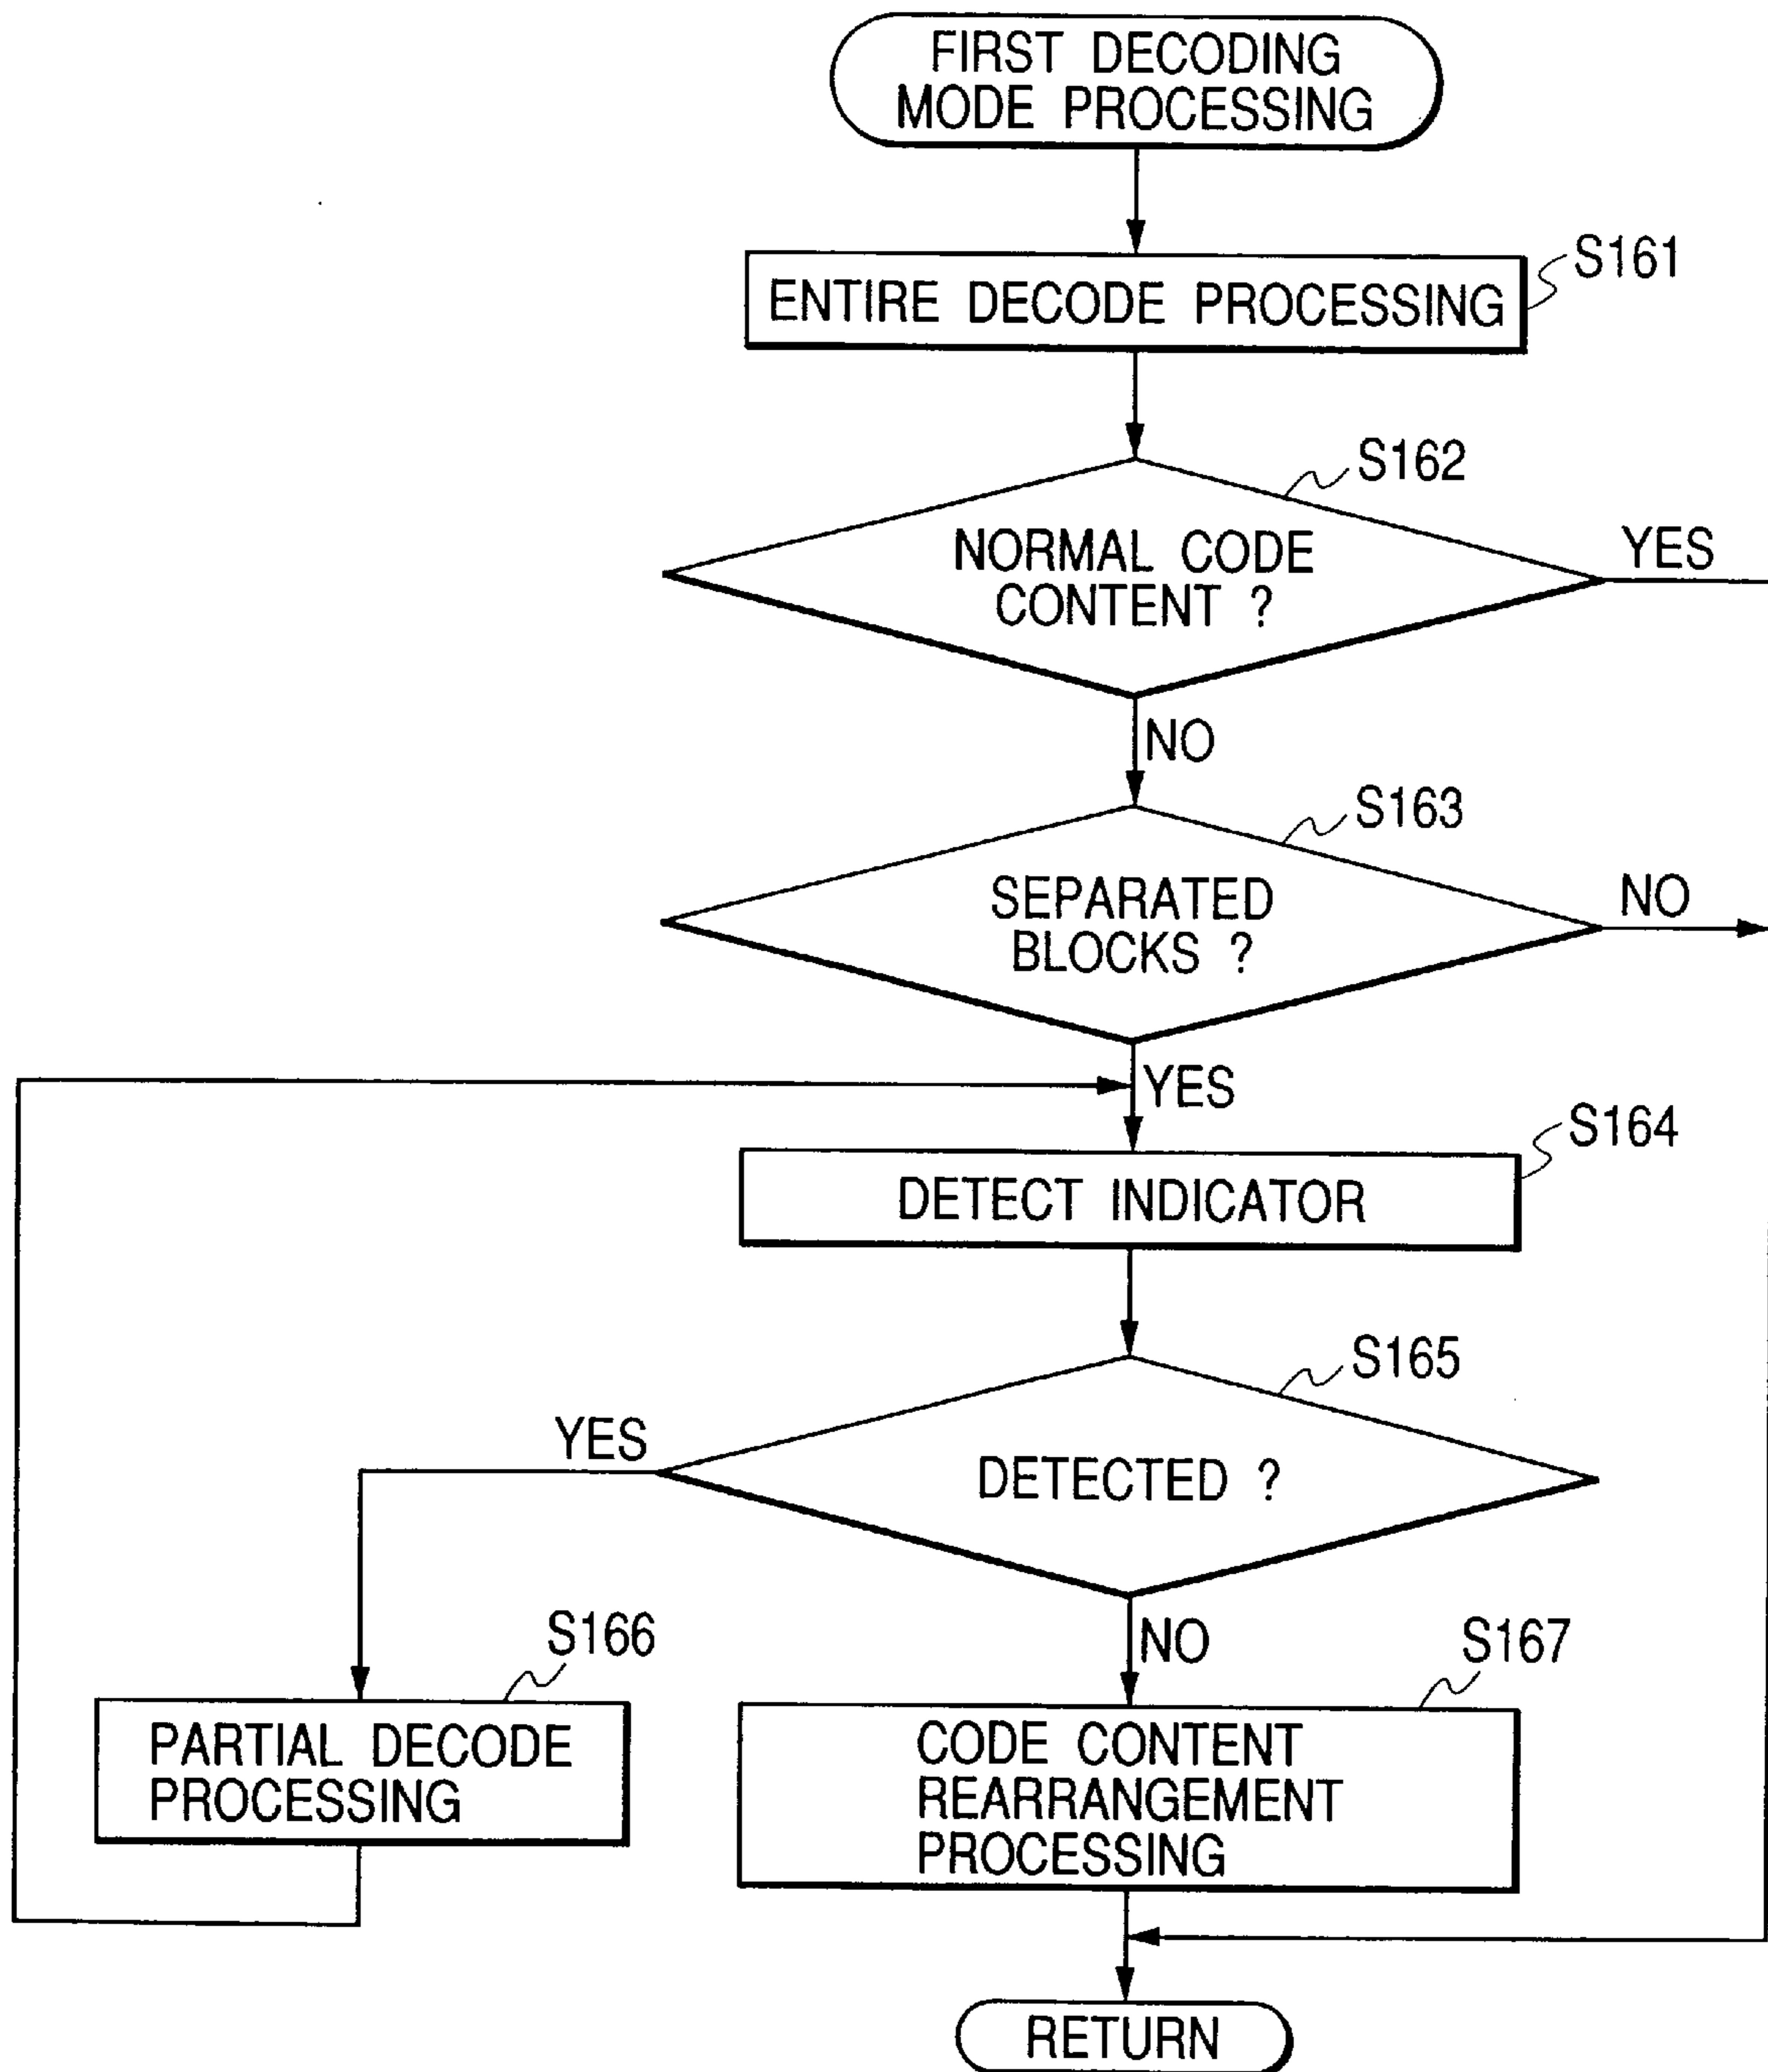 FIRST DECODING
MODE PROCESSING
S161
ENTIRE DECODE PROCESSING
S162
NORMAL CODE
CONTENT ?
YES
NO
S163
SEPARATED
BLOCKS ?
NO
YES
S164
DETECT INDICATOR
S165
YES
DETECTED ?
NO
S166
PARTIAL DECODE
PROCESSING
S167
CODE CONTENT
REARRANGEMENT
PROCESSING
RETURN